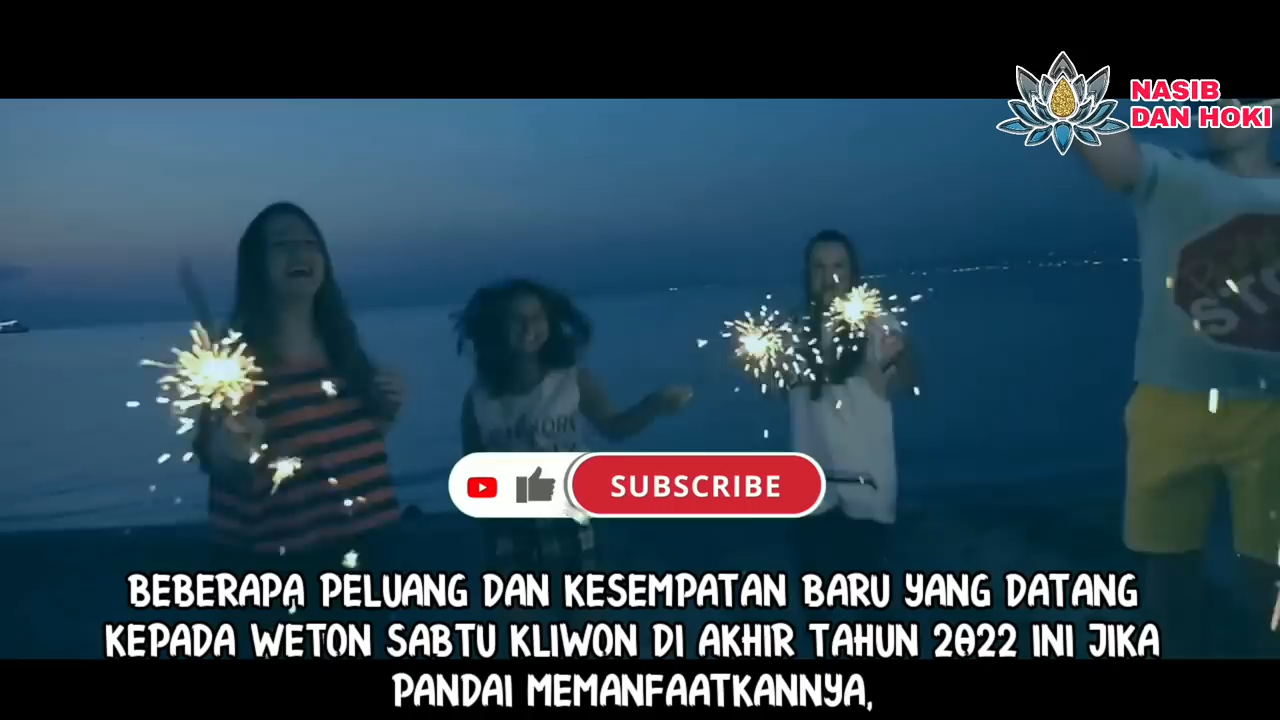 NASIB
DAN HOKI
SUBSCRIBE
BEBERAPA PELUANG DAN KESEMPATAN BARU YANG DATANG
KEPADA WETON SABTU KLIWON DI AKHIR TAHUN 2022 INI JIKA
PANDAI MEMANFAATKANNYA,